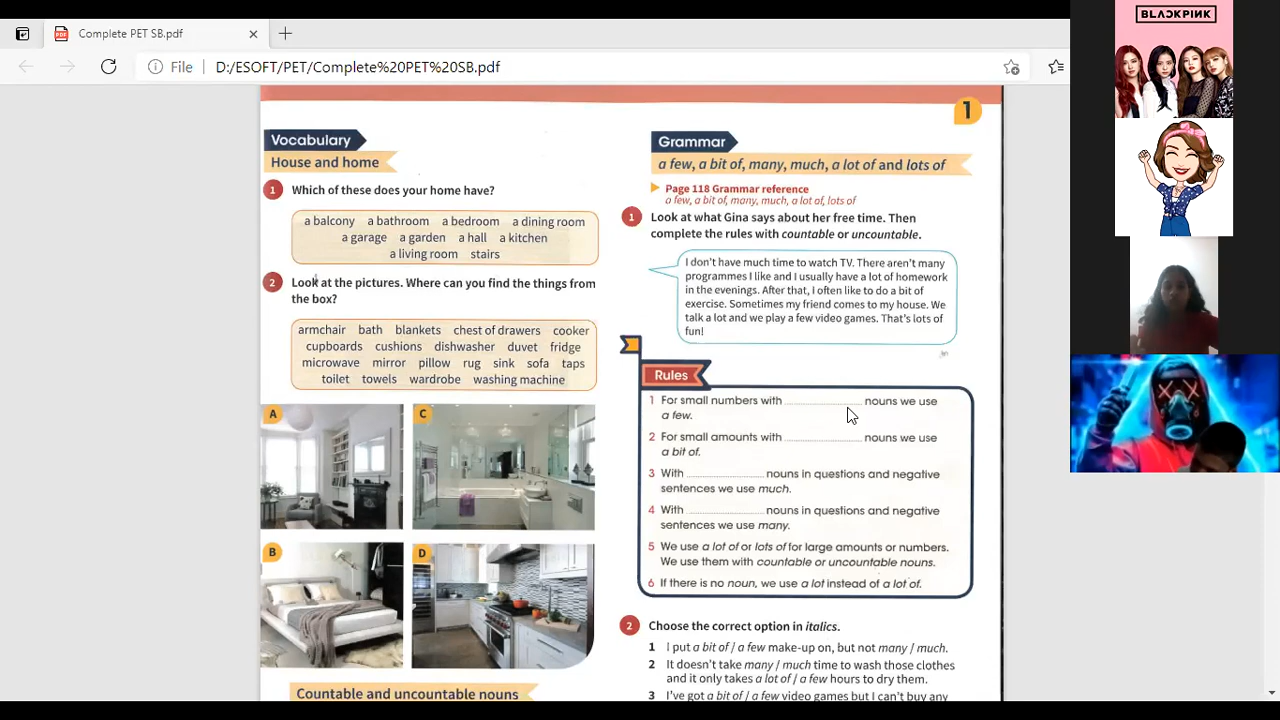 Complete PET SB.pdf
File
D:/ESOFT/PET/Complete%20PET%20SB.pdf
BLACKPINK
1
Vocabulary
House and home
1 Which of these does your home have?
a balcony a bathroom a bedroom a dining room
a garage a garden a hall a kitchen
a living room stairs
2 Look at the pictures. Where can you find the things from
the box?
armchair bath blankets chest of drawers cooker
cupboards cushions dishwasher duvet fridge
microwave mirror pillow rug sink sofa taps
toilet towels wardrobe washing machine
A
C
B
D
Countable and uncountable nouns
Grammar
a few, a bit of, many, much, a lot of and lots of
Page 118 Grammar reference
a few, a bit of, many, much, a lot of, lots of
1 Look at what Gina says about her free time. Then
complete the rules with countable or uncountable.
I don't have much time to watch TV. There aren't many
programmes I like and I usually have a lot of homework
in the evenings. After that, I often like to do a bit of
exercise. Sometimes my friend comes to my house. We
talk a lot and we play a few video games. That's lots of
fun!
Rules
1 For small numbers with .................... nouns we use
a few.
2 For small amounts with .................... nouns we use
a bit of.
3 With .................... nouns in questions and negative
sentences we use much.
4 With .................... nouns in questions and negative
sentences we use many.
5 We use a lot of or lots of for large amounts or numbers.
We use them with countable or uncountable nouns.
6 If there is no noun, we use a lot instead of a lot of.
2 Choose the correct option in italics.
1 I put a bit of / a few make-up on, but not many / much.
2 It doesn't take many / much time to wash those clothes
and it only takes a lot of / a few hours to dry them.
3 I've got a bit of / a few video games but I can't buy any